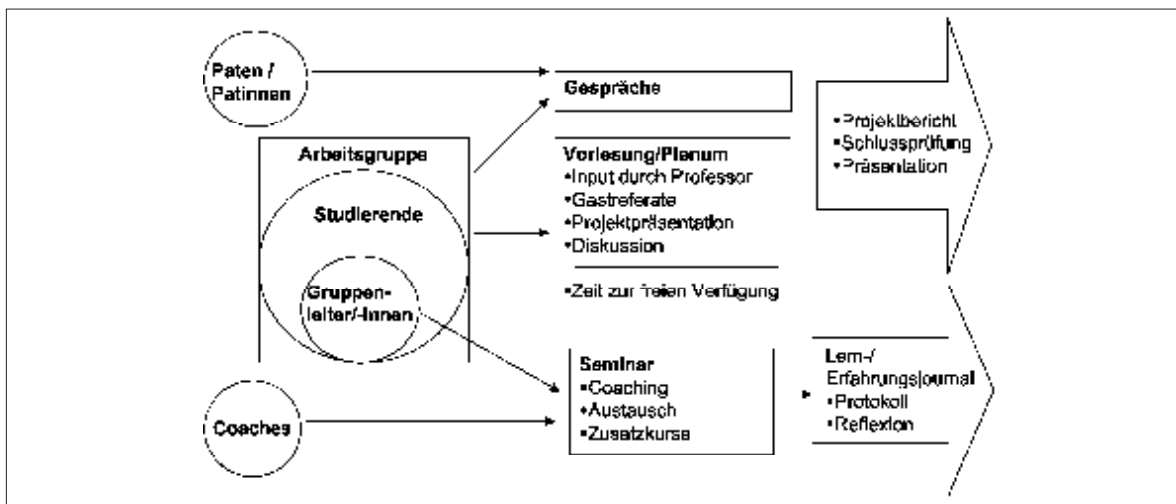 Paten /
Patinnen
Gespräche
Arbeitsgruppe
Studierende
Gruppen-
leiter/-innen
Coaches
Vorlesung/Plenum
•Input durch Professor
•Gastreferate
•Projektpräsentation
•Diskussion
•Zeit zur freien Verfügung
Seminar
•Coaching
•Austausch
•Zusatzkurse
•Projektbericht
•Schlussprüfung
•Präsentation
Lern-/
Erfahrungsjournal
•Protokoll
•Reflexion